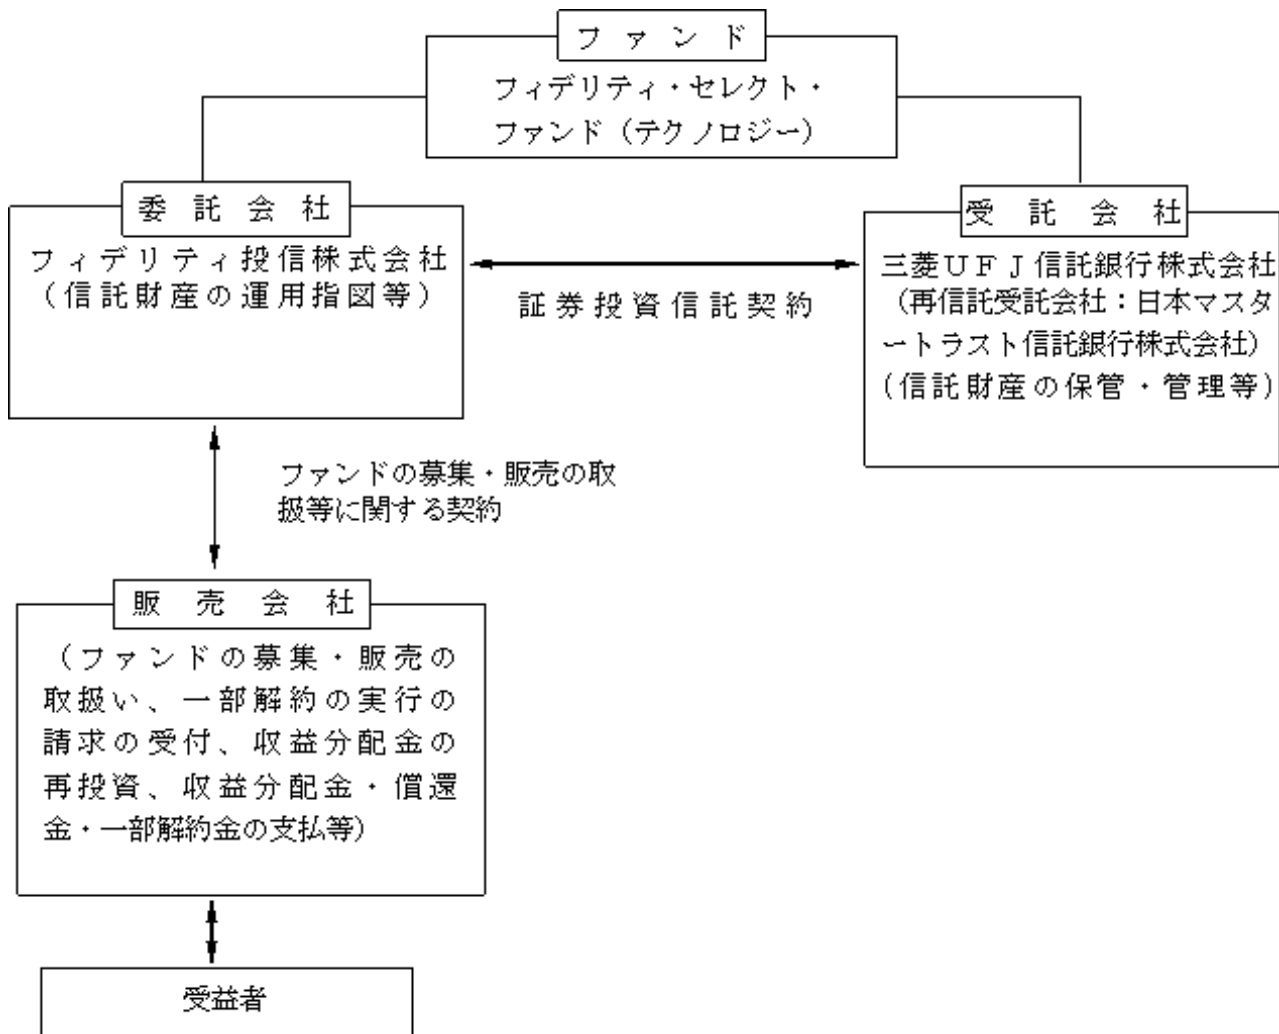 ファンド
フィデリティ・セレクト・
ファンド（テクノロジー）
委託会社
フィデリティ投信株式会社
（信託財産の運用指図等）
証券投資信託契約
受託会社
三菱ＵＦＪ信託銀行株式会社
（再信託受託会社：日本マスタ
ートラスト信託銀行株式会社）
（信託財産の保管・管理等）
ファンドの募集・販売の取
扱等に関する契約
販売会社
（ファンドの募集・販売の
取扱い、一部解約の実行の
請求の受付、収益分配金の
再投資、収益分配金・償還
金・一部解約金の支払等）
受益者